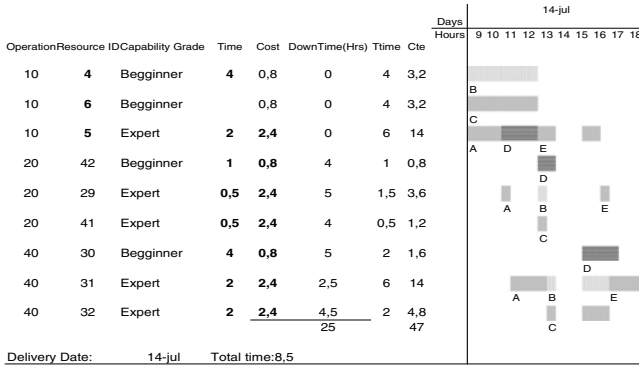 14-jul
Days
Hours 9 10 11 12 13 14 15 16 17 18
Operation Resource ID Capability Grade Time Cost DownTime(Hrs) Ttime Cte
10 4 Begginner 4 0,8 0 4 3,2
B
10 6 Begginner 0,8 0 4 3,2
C
10 5 Expert 2 2,4 0 6 14
A D E
20 42 Begginner 1 0,8 4 1 0,8
D
20 29 Expert 0,5 2,4 5 1,5 3,6
A B E
20 41 Expert 0,5 2,4 4 0,5 1,2
C
40 30 Begginner 4 0,8 5 2 1,6
D
40 31 Expert 2 2,4 2,5 6 14
A B E
40 32 Expert 2 2,4 4,5 2 4,8
C
25 47
Delivery Date: 14-jul Total time:8,5